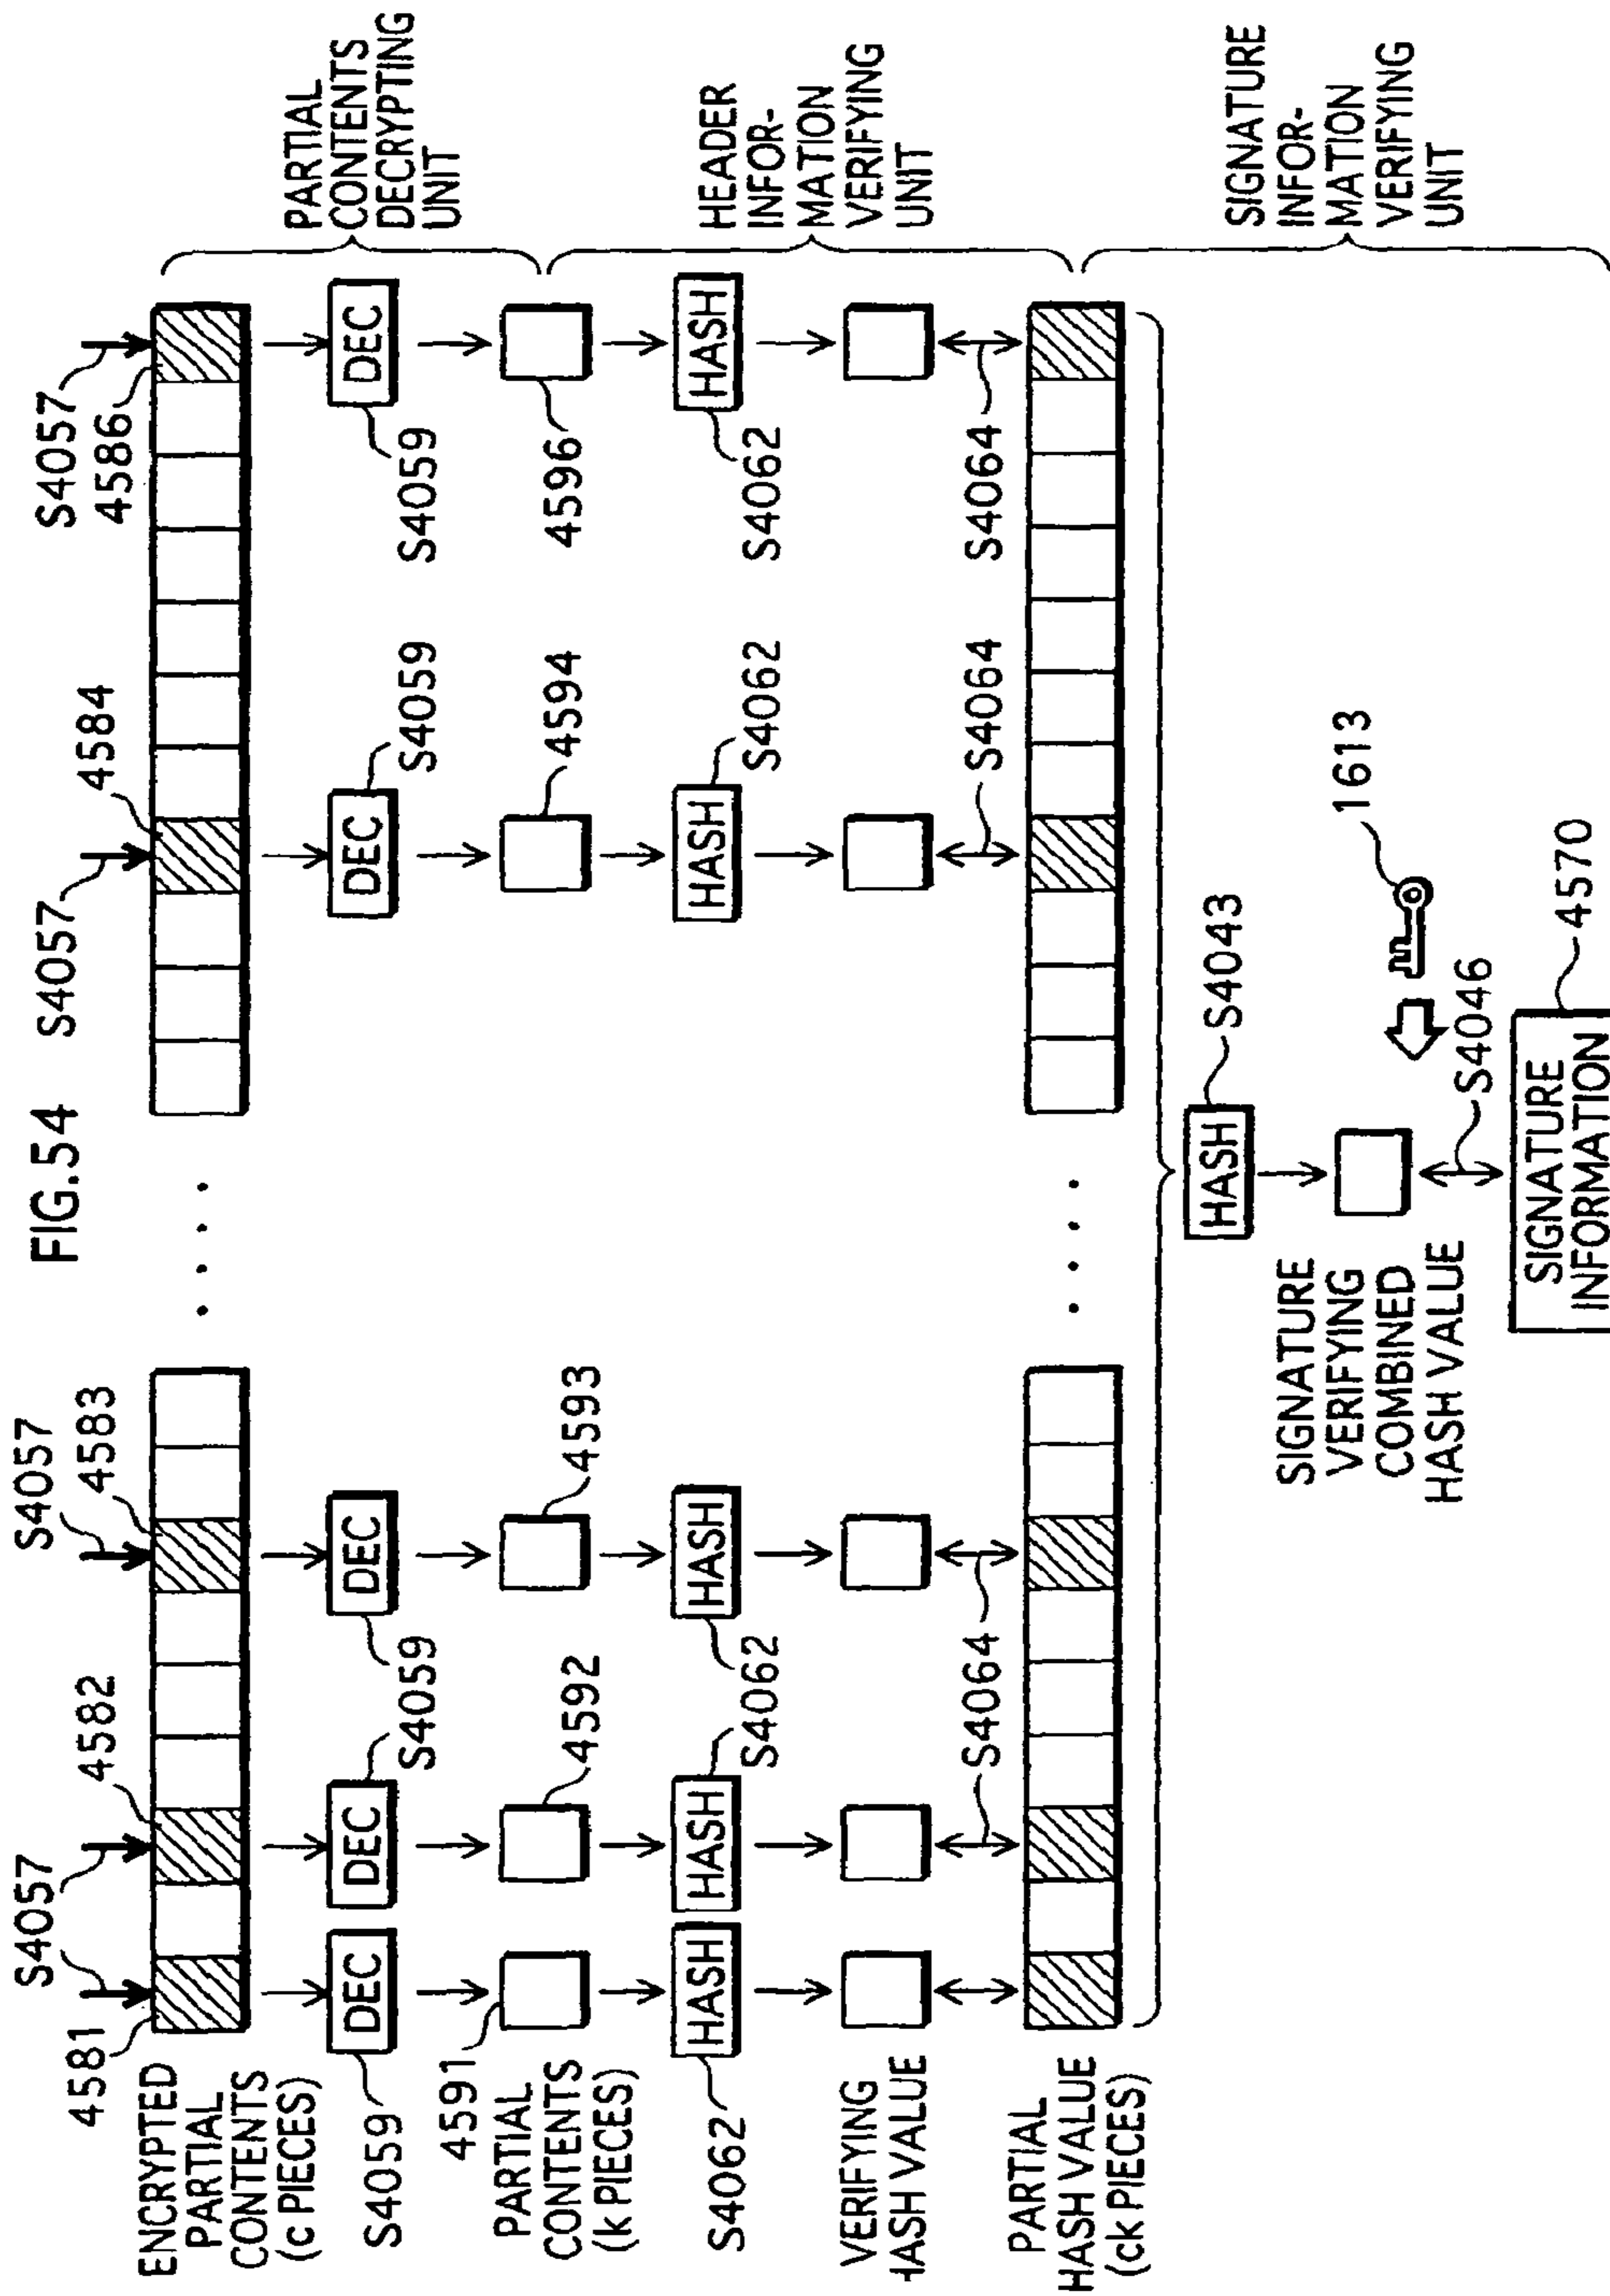 FIG.54
S4057
S4057
S4057
S4057
4581
4582
4583
4584
4586
ENCRYPTED
PARTIAL
CONTENTS
(c PIECES)
PARTIAL
CONTENTS
DECRYPTING
UNIT
DEC
DEC
DEC
DEC
DEC
S4059
S4059
S4059
S4059
S4059
4591
4592
4593
4594
4596
PARTIAL
CONTENTS
(k PIECES)
HEADER
INFOR-
MATION
VERIFYING
UNIT
HASH
HASH
HASH
HASH
HASH
S4062
S4062
S4062
S4062
S4062
VERIFYING
HASH VALUE
S4064
S4064
S4064
PARTIAL
HASH VALUE
(ck PIECES)
SIGNATURE
INFOR-
MATION
VERIFYING
UNIT
HASH
S4043
SIGNATURE
VERIFYING
COMBINED
HASH VALUE
1613
S4046
SIGNATURE
INFORMATION
4570